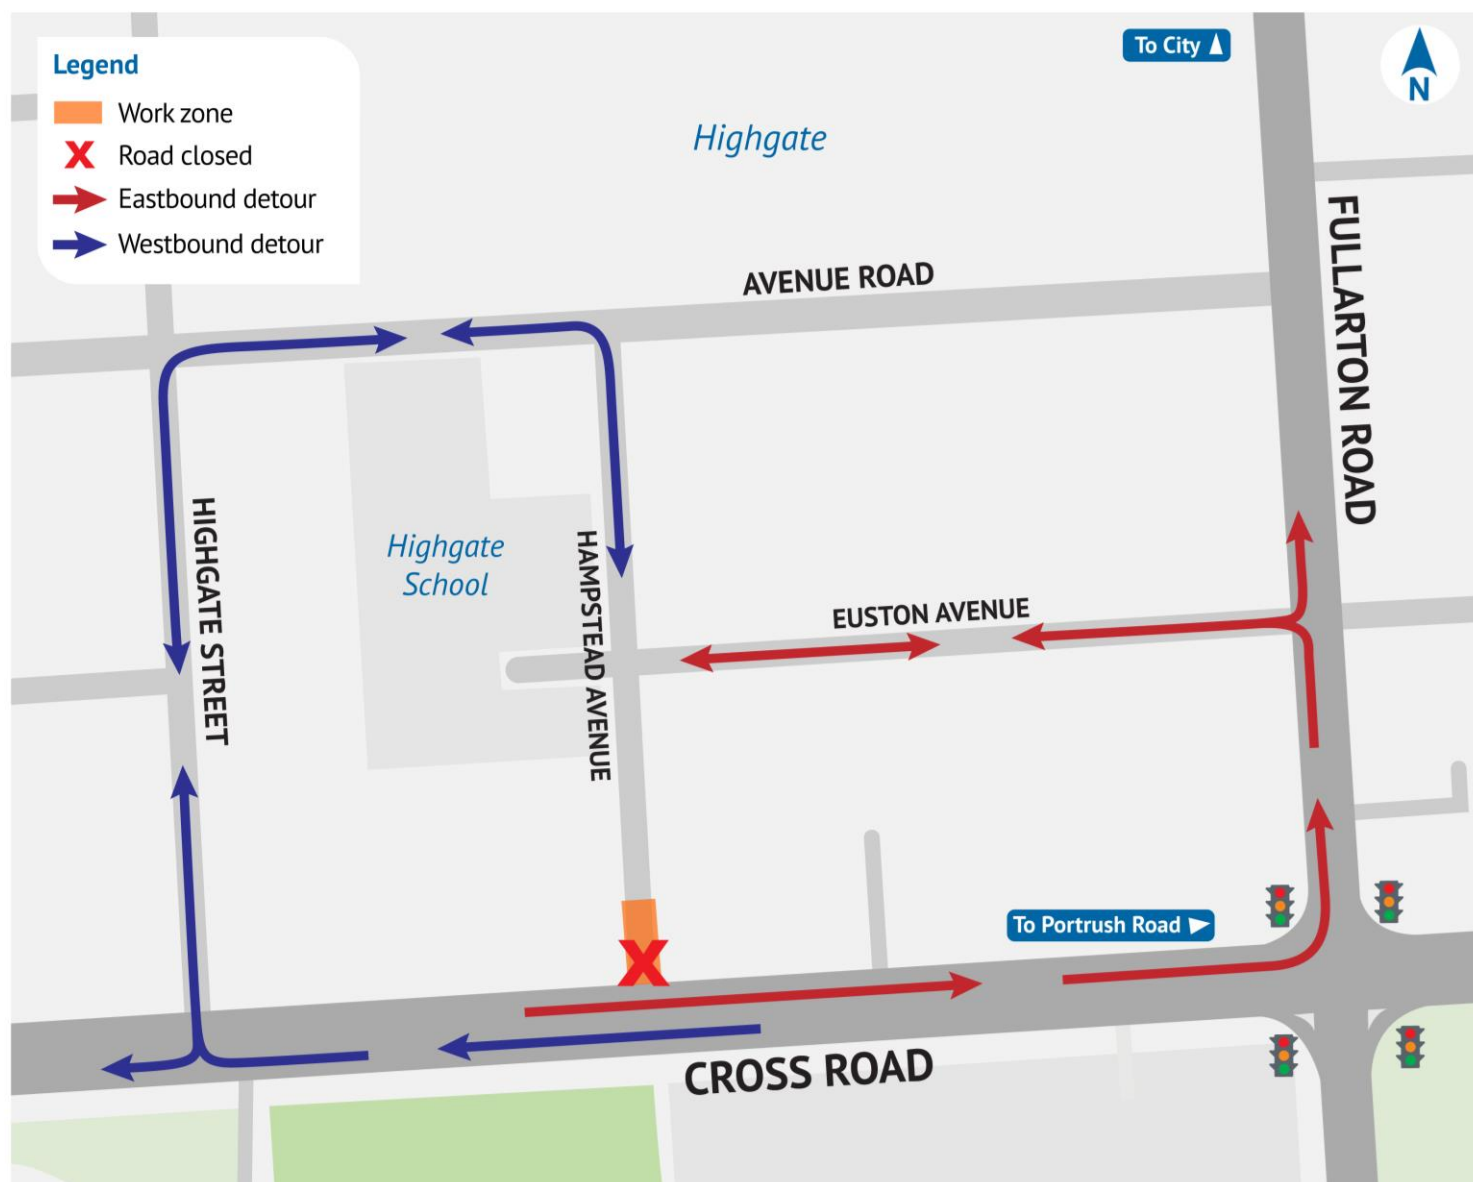 To City
N
Legend
Work zone
Road closed
Eastbound detour
Westbound detour
Highgate
AVENUE ROAD
FULLARTON ROAD
HIGHGATE STREET
Highgate
School
HAMPSTEAD AVENUE
EUSTON AVENUE
To Portrush Road
CROSS ROAD